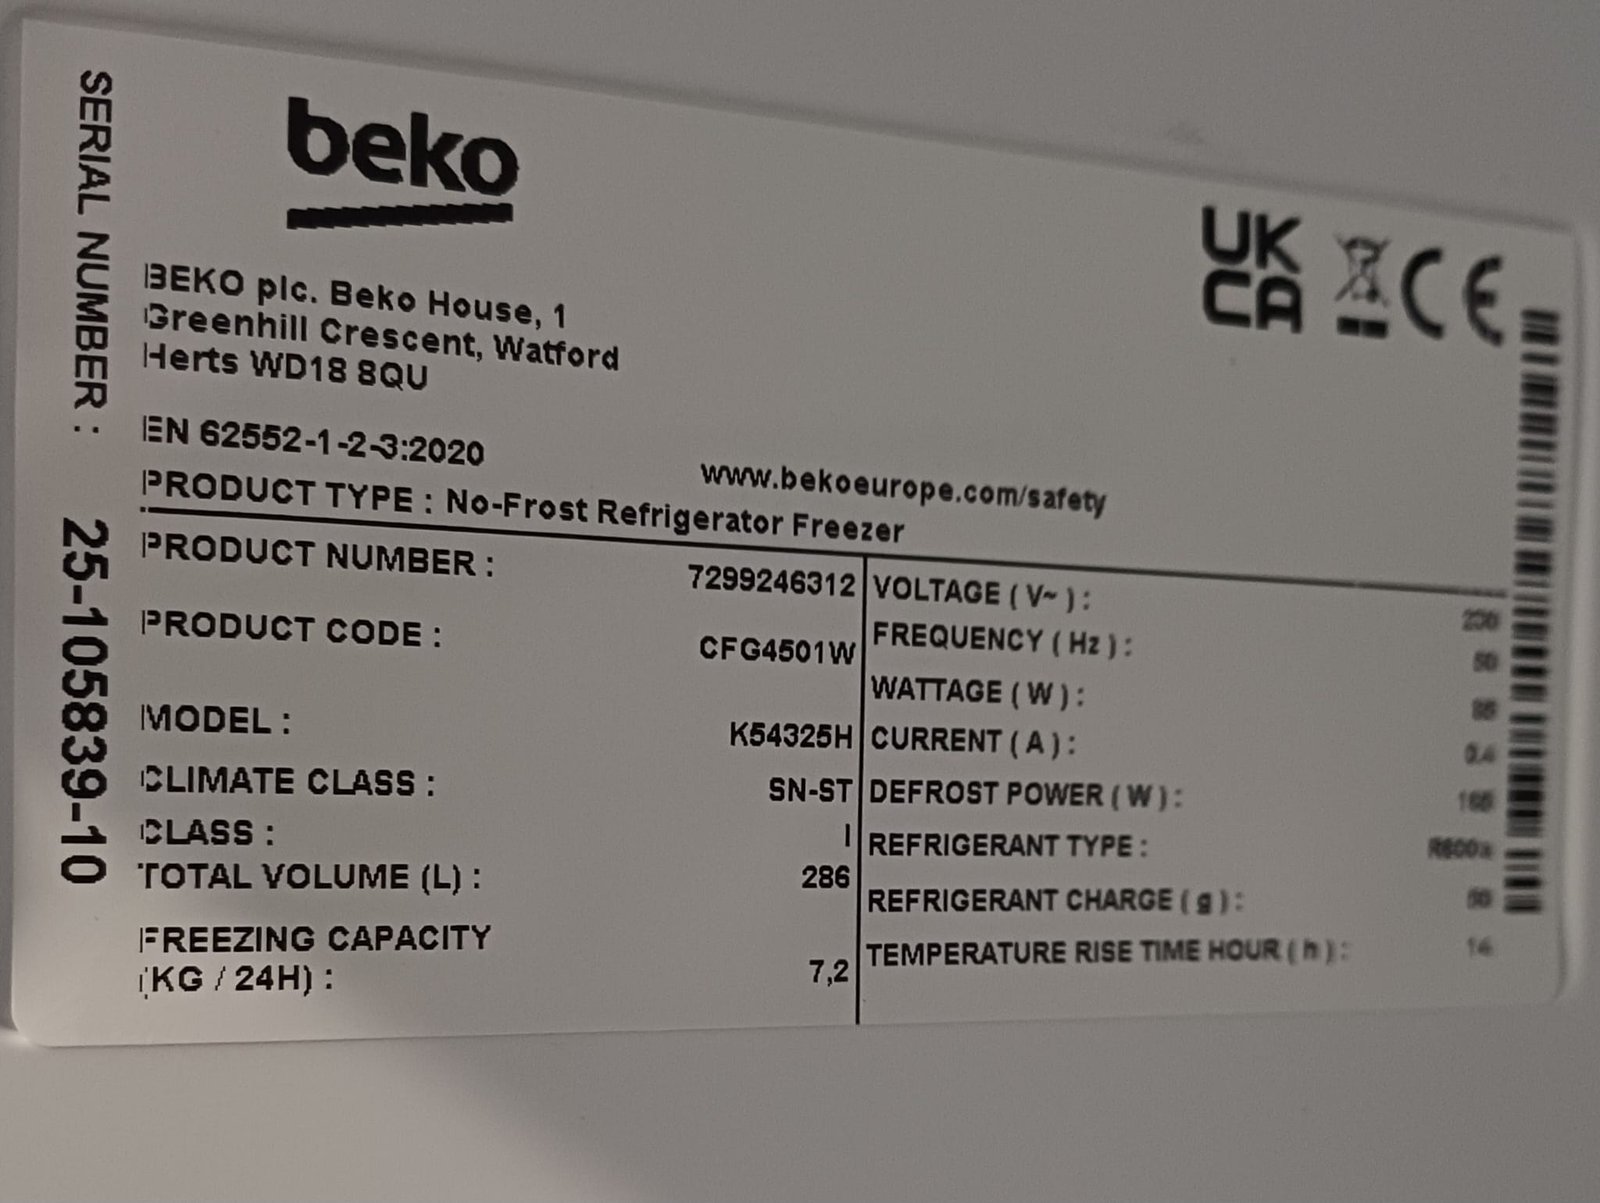 beko
UK
CA
CE
BEKO plc. Beko House, 1
Greenhill Crescent, Watford
Herts WD18 8QU
EN 62552-1-2-3:2020
www.bekoeurope.com/safety
PRODUCT TYPE : No-Frost Refrigerator Freezer
PRODUCT NUMBER : 7299246312
PRODUCT CODE : CFG4501W
MODEL : K54325H
CLIMATE CLASS : SN-ST
CLASS : I
TOTAL VOLUME (L) : 286
FREEZING CAPACITY
(KG / 24H) : 7,2
VOLTAGE ( V~ ) :
FREQUENCY ( Hz ) : 50
WATTAGE ( W ) :
CURRENT ( A ) :
DEFROST POWER ( W ) :
REFRIGERANT TYPE : R600a
REFRIGERANT CHARGE ( g ) :
TEMPERATURE RISE TIME HOUR ( h ) :
SERIAL NUMBER : 25-105839-10